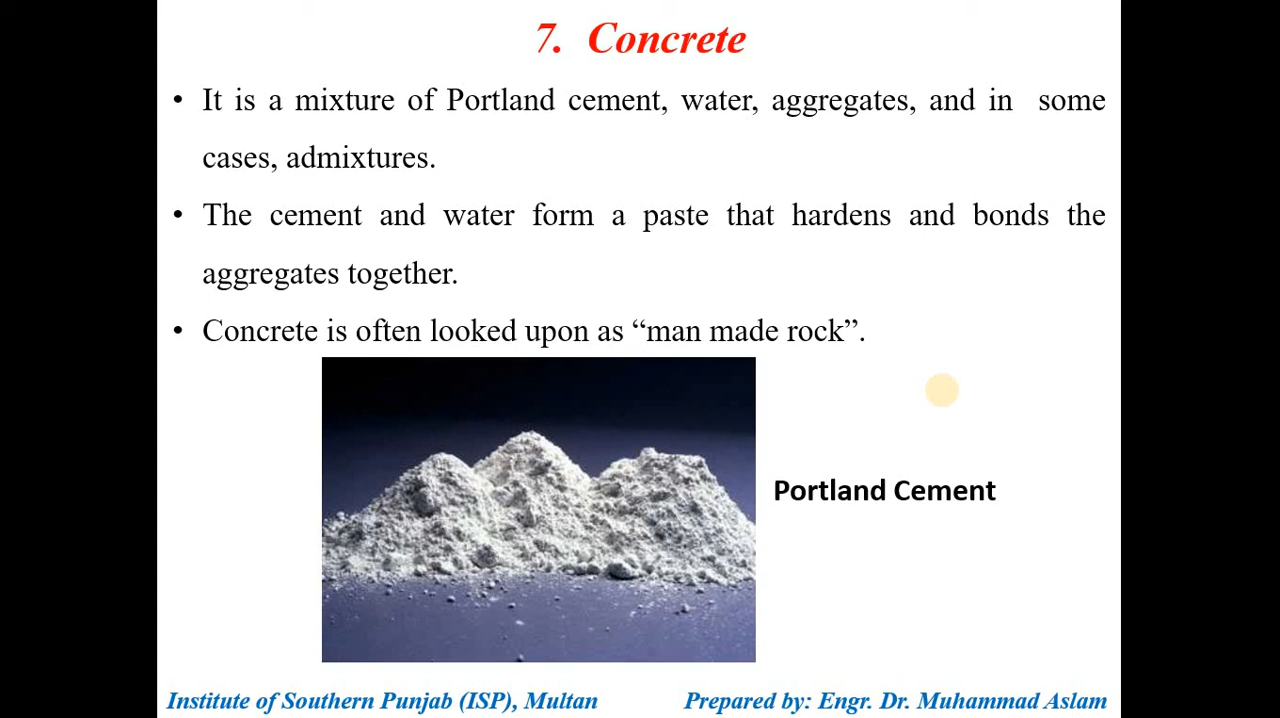 7. Concrete
• It is a mixture of Portland cement, water, aggregates, and in some
cases, admixtures.
• The cement and water form a paste that hardens and bonds the
aggregates together.
• Concrete is often looked upon as “man made rock”.
Portland Cement
Institute of Southern Punjab (ISP), Multan
Prepared by: Engr. Dr. Muhammad Aslam